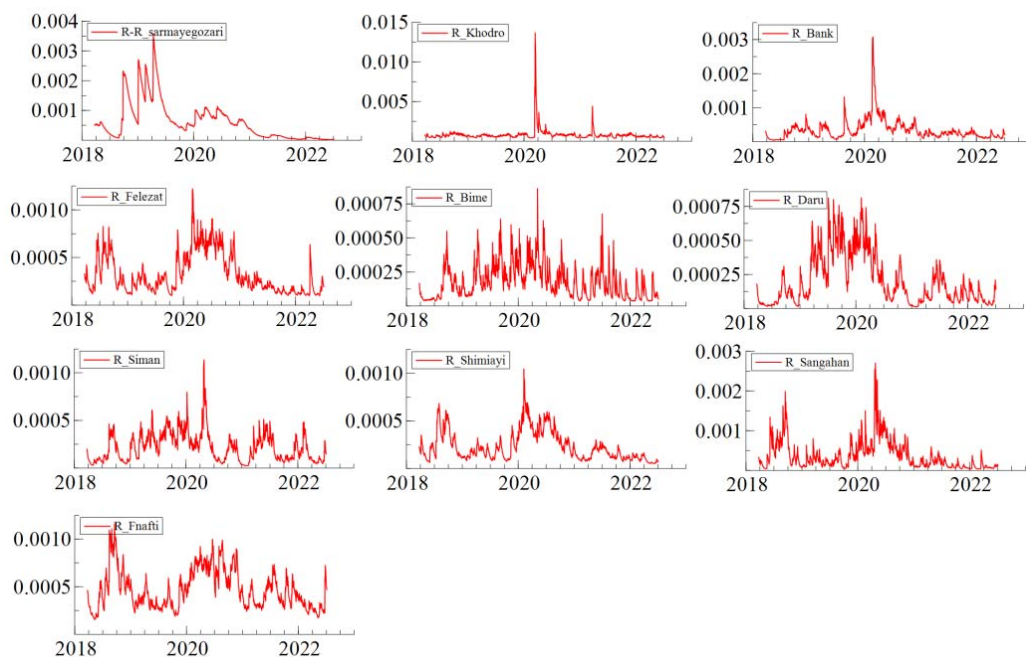 0.004
R-R_sarmayegozari
0.003
0.002
0.001
2018 2020 2022
0.015
R_Khodro
0.010
0.005
2018 2020 2022
0.003
R_Bank
0.002
0.001
2018 2020 2022
R_Felezat
0.0010
0.0005
2018 2020 2022
R_Bime
0.00075
0.00050
0.00025
2018 2020 2022
R_Daru
0.00075
0.00050
0.00025
2018 2020 2022
R_Siman
0.0010
0.0005
2018 2020 2022
R_Shimiayi
0.0010
0.0005
2018 2020 2022
0.003
R_Sangahan
0.002
0.001
2018 2020 2022
R_Fnafti
0.0010
0.0005
2018 2020 2022